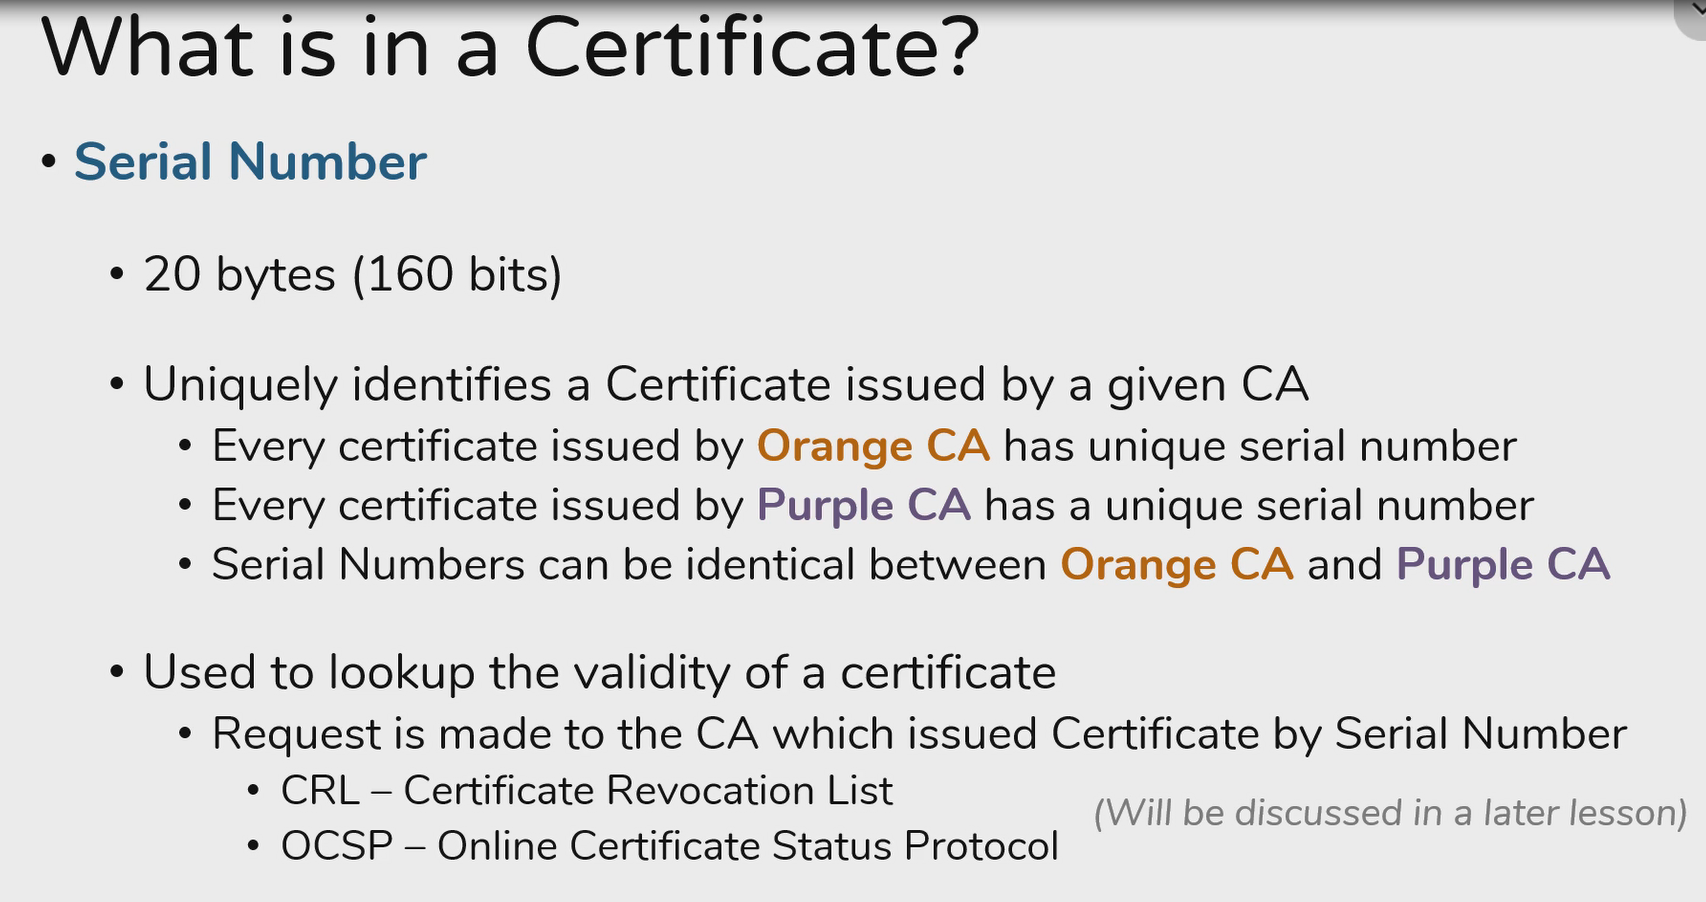 What is in a Certificate?
• Serial Number
• 20 bytes (160 bits)
• Uniquely identifies a Certificate issued by a given CA
• Every certificate issued by Orange CA has unique serial number
• Every certificate issued by Purple CA has a unique serial number
• Serial Numbers can be identical between Orange CA and Purple CA
• Used to lookup the validity of a certificate
• Request is made to the CA which issued Certificate by Serial Number
• CRL – Certificate Revocation List
(Will be discussed in a later lesson)
• OCSP – Online Certificate Status Protocol